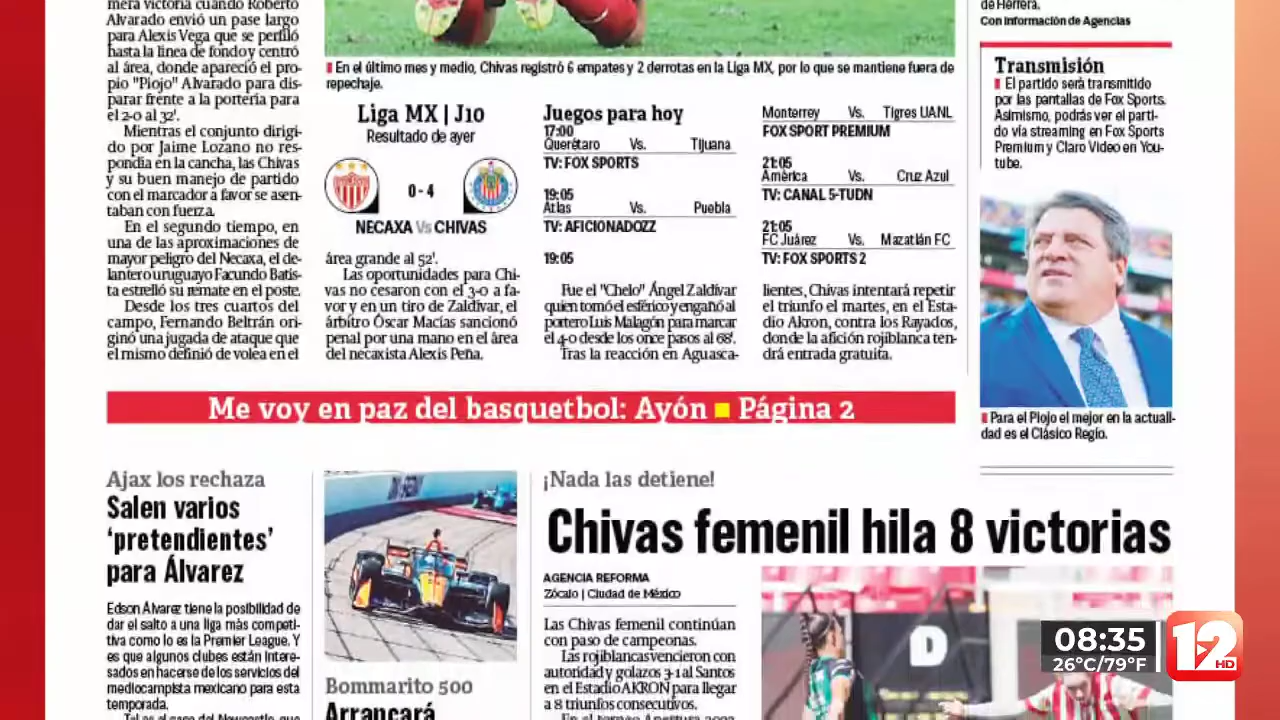 mera victoria cuando Roberto
Alvarado envió un pase largo
para Alexis Vega que se perfiló
hasta la línea de fondo y centró
al área, donde apareció el pro-
pio "Piojo" Alvarado para dis-
parar frente a la portería para
el 2-0 al 32'.
Mientras el conjunto dirigi-
do por Jaime Lozano no res-
pondía en la cancha, las Chivas
y su buen manejo de partido
con el marcador a favor se asen-
taban con fuerza.
En el segundo tiempo, en
una de las aproximaciones de
mayor peligro del Necaxa, el de-
lantero uruguayo Facundo Batis-
ta estrelló su remate en el poste.
Desde los tres cuartos del
campo, Fernando Beltrán ori-
ginó una jugada de ataque que
el mismo definió de volea en el
En el último mes y medio, Chivas registró 6 empates y 2 derrotas en la Liga MX, por lo que se mantiene fuera de
repechaje.
Liga MX | J10
Resultado de ayer
0 - 4
NECAXA Vs CHIVAS
área grande al 52'.
Las oportunidades para Chi-
vas no cesaron con el 3-0 a fa-
vor y en un tiro de Zaldívar, el
árbitro Óscar Macías sancionó
penal por una mano en el área
del necaxista Alexis Peña.
Juegos para hoy
17:00
Querétaro Vs. Tijuana
TV: FOX SPORTS
19:05
Atlas Vs. Puebla
TV: AFICIONADOZZ
19:05
Monterrey Vs. Tigres UANL
FOX SPORT PREMIUM
21:05
América Vs. Cruz Azul
TV: CANAL 5-TUDN
21:05
FC Juárez Vs. Mazatlán FC
TV: FOX SPORTS 2
Fue el "Chelo" Ángel Zaldívar
quien tomó el esférico y engañó al
portero Luis Malagón para marcar
el 4-0 desde los once pasos al 68'.
Tras la reacción en Aguasca-
lientes, Chivas intentará repetir
el triunfo el martes, en el Esta-
dio Akron, contra los Rayados,
donde la afición rojiblanca ten-
drá entrada gratuita.
de Herrera.
Con información de Agencias
Transmisión
El partido será transmitido
por las pantallas de Fox Sports.
Asimismo, podrás ver el parti-
do vía streaming en Fox Sports
Premium y Claro Video en You-
tube.
Para el Piojo el mejor en la actuali-
dad es el Clásico Regio.
Me voy en paz del basquetbol: Ayón Página 2
Ajax los rechaza
Salen varios
'pretendientes'
para Álvarez
Edson Álvarez tiene la posibilidad de
dar el salto a una liga más competi-
tiva como lo es la Premier League. Y
es que algunos clubes están intere-
sados en hacerse de los servicios del
mediocampista mexicano para esta
temporada.
Tal es el caso del Newcastle, que
Bommarito 500
Arrancará
¡Nada las detiene!
Chivas femenil hila 8 victorias
AGENCIA REFORMA
Zócalo | Ciudad de México
Las Chivas femenil continúan
con paso de campeonas.
Las rojiblancas vencieron con
autoridad y golazos 3-1 al Santos
en el Estadio AKRON para llegar
a 8 triunfos consecutivos.
En el torneo Apertura 2022
D
08:35
26°C/79°F
12
HD